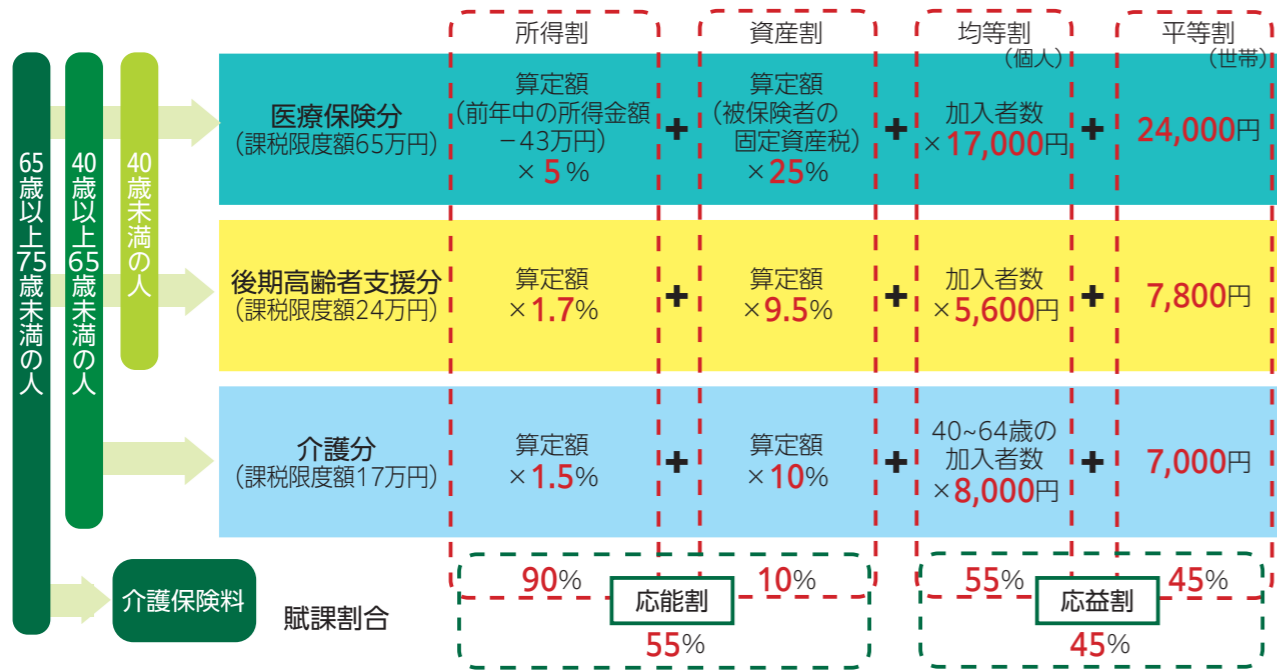 所得割
資産割
均等割
（個人）
平等割
（世帯）
65歳以上75歳未満の人
40歳以上65歳未満の人
40歳未満の人
医療保険分
（課税限度額65万円）
算定額
（前年中の所得金額
－43万円）
×5％
+
算定額
（被保険者の
固定資産税）
×25%
+
加入者数
×17,000円
+
24,000円
後期高齢者支援分
（課税限度額24万円）
算定額
×1.7%
+
算定額
×9.5%
+
加入者数
×5,600円
+
7,800円
介護分
（課税限度額17万円）
算定額
×1.5%
+
算定額
×10%
+
40~64歳の
加入者数
×8,000円
+
7,000円
介護保険料
賦課割合
90%
10%
応能割
55%
55%
45%
応益割
45%